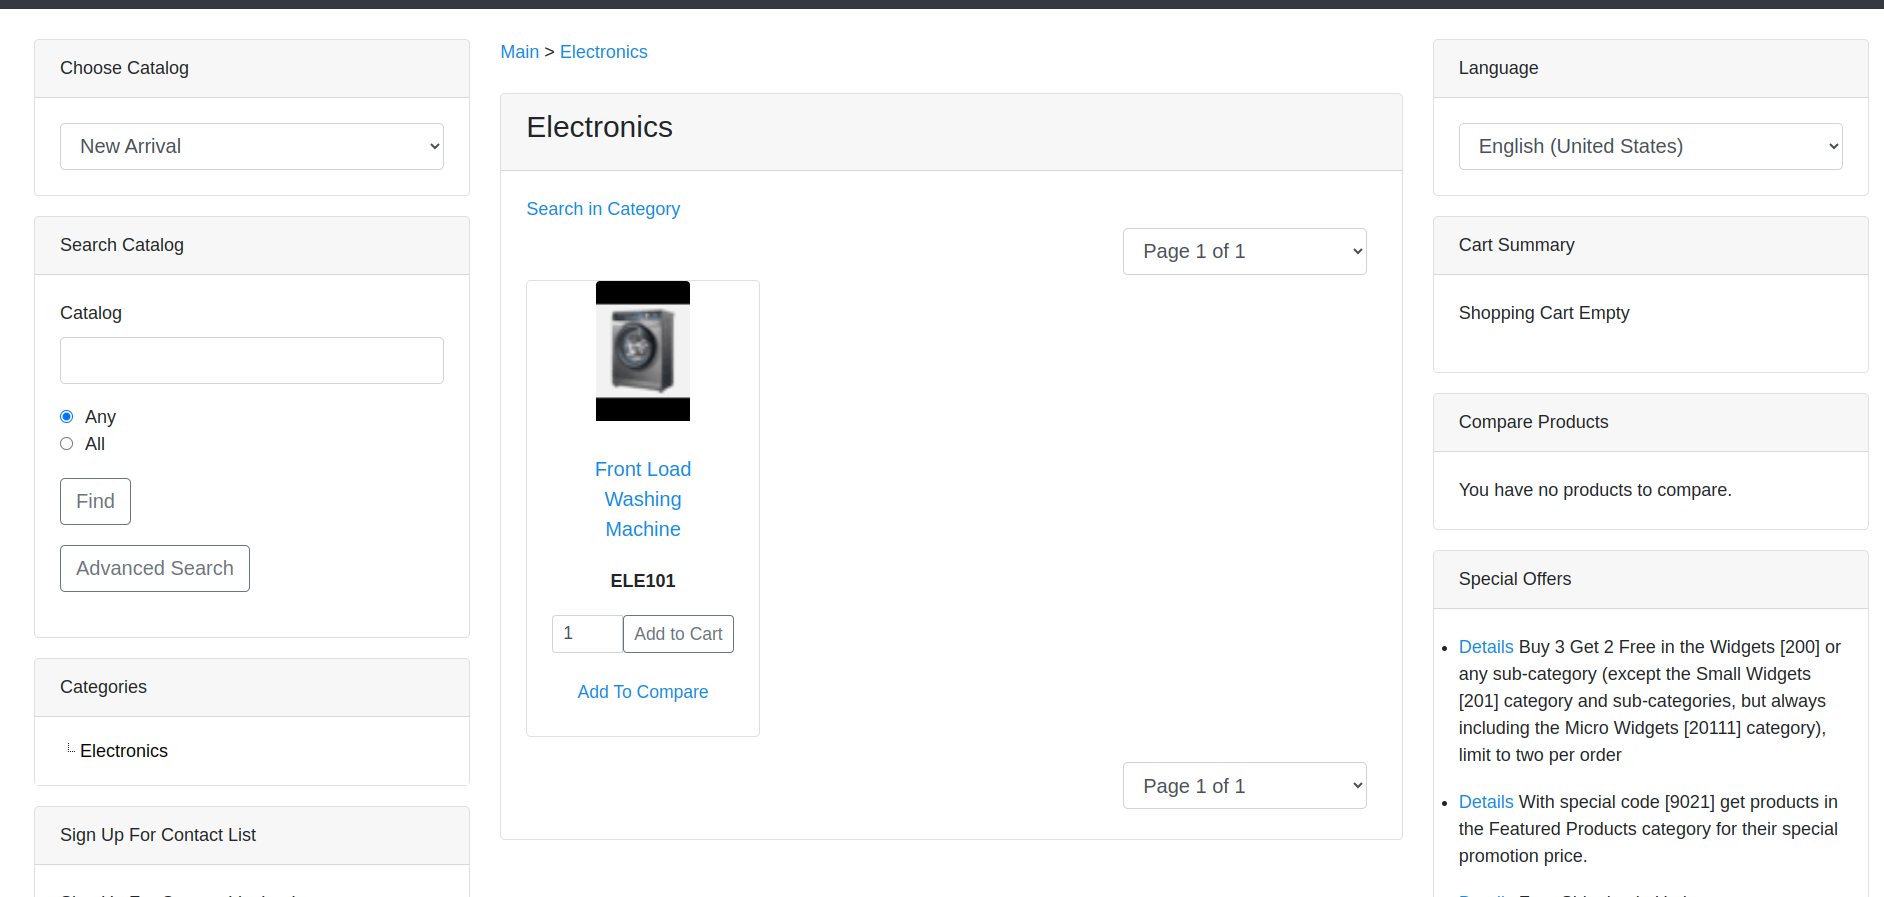 Choose Catalog
New Arrival
Search Catalog
Catalog
Any
All
Find
Advanced Search
Categories
Electronics
Sign Up For Contact List
Main > Electronics
Electronics
Search in Category
Page 1 of 1
Front Load
Washing
Machine
ELE101
1 Add to Cart
Add To Compare
Page 1 of 1
Language
English (United States)
Cart Summary
Shopping Cart Empty
Compare Products
You have no products to compare.
Special Offers
Details Buy 3 Get 2 Free in the Widgets [200] or
any sub-category (except the Small Widgets
[201] category and sub-categories, but always
including the Micro Widgets [20111] category),
limit to two per order
Details With special code [9021] get products in
the Featured Products category for their special
promotion price.